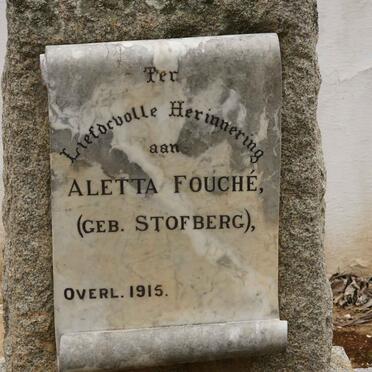 Ter
Liefdevolle Herinnering
aan
ALETTA FOUCHÉ,
(GEB. STOFBERG),
OVERL. 1915.